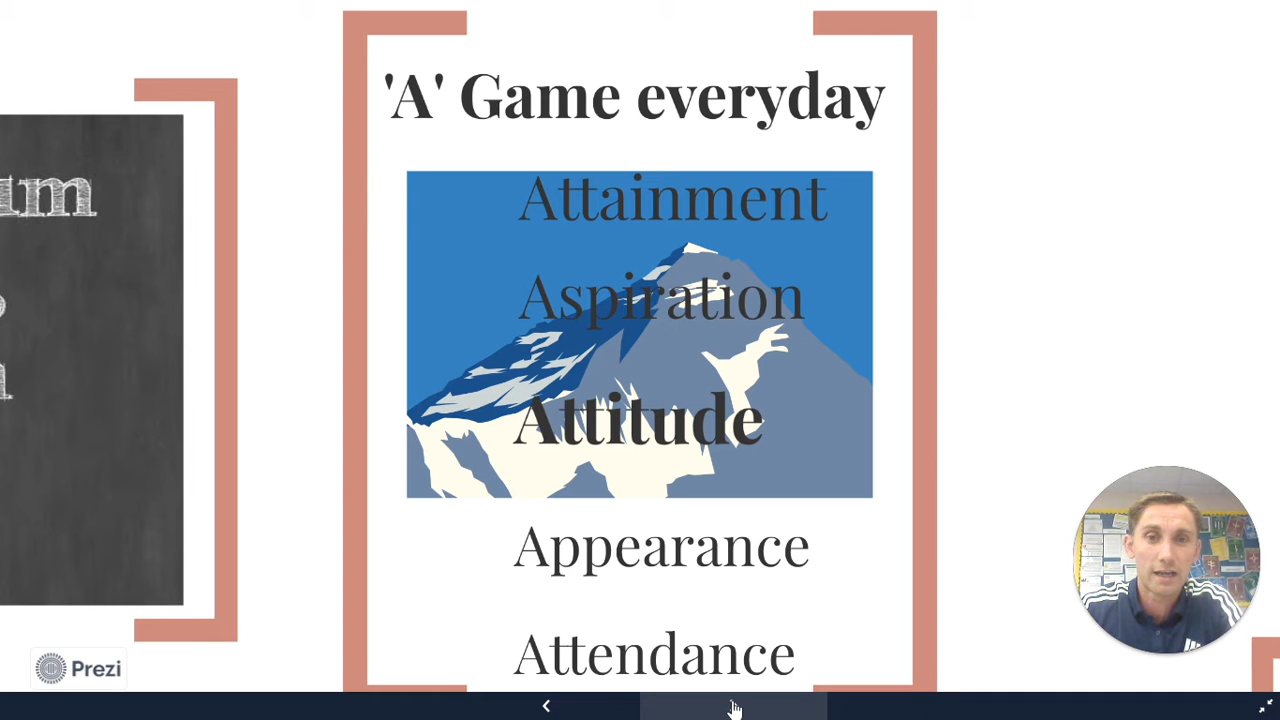 'A' Game everyday
Attainment
Aspiration
Attitude
Appearance
Attendance
Prezi